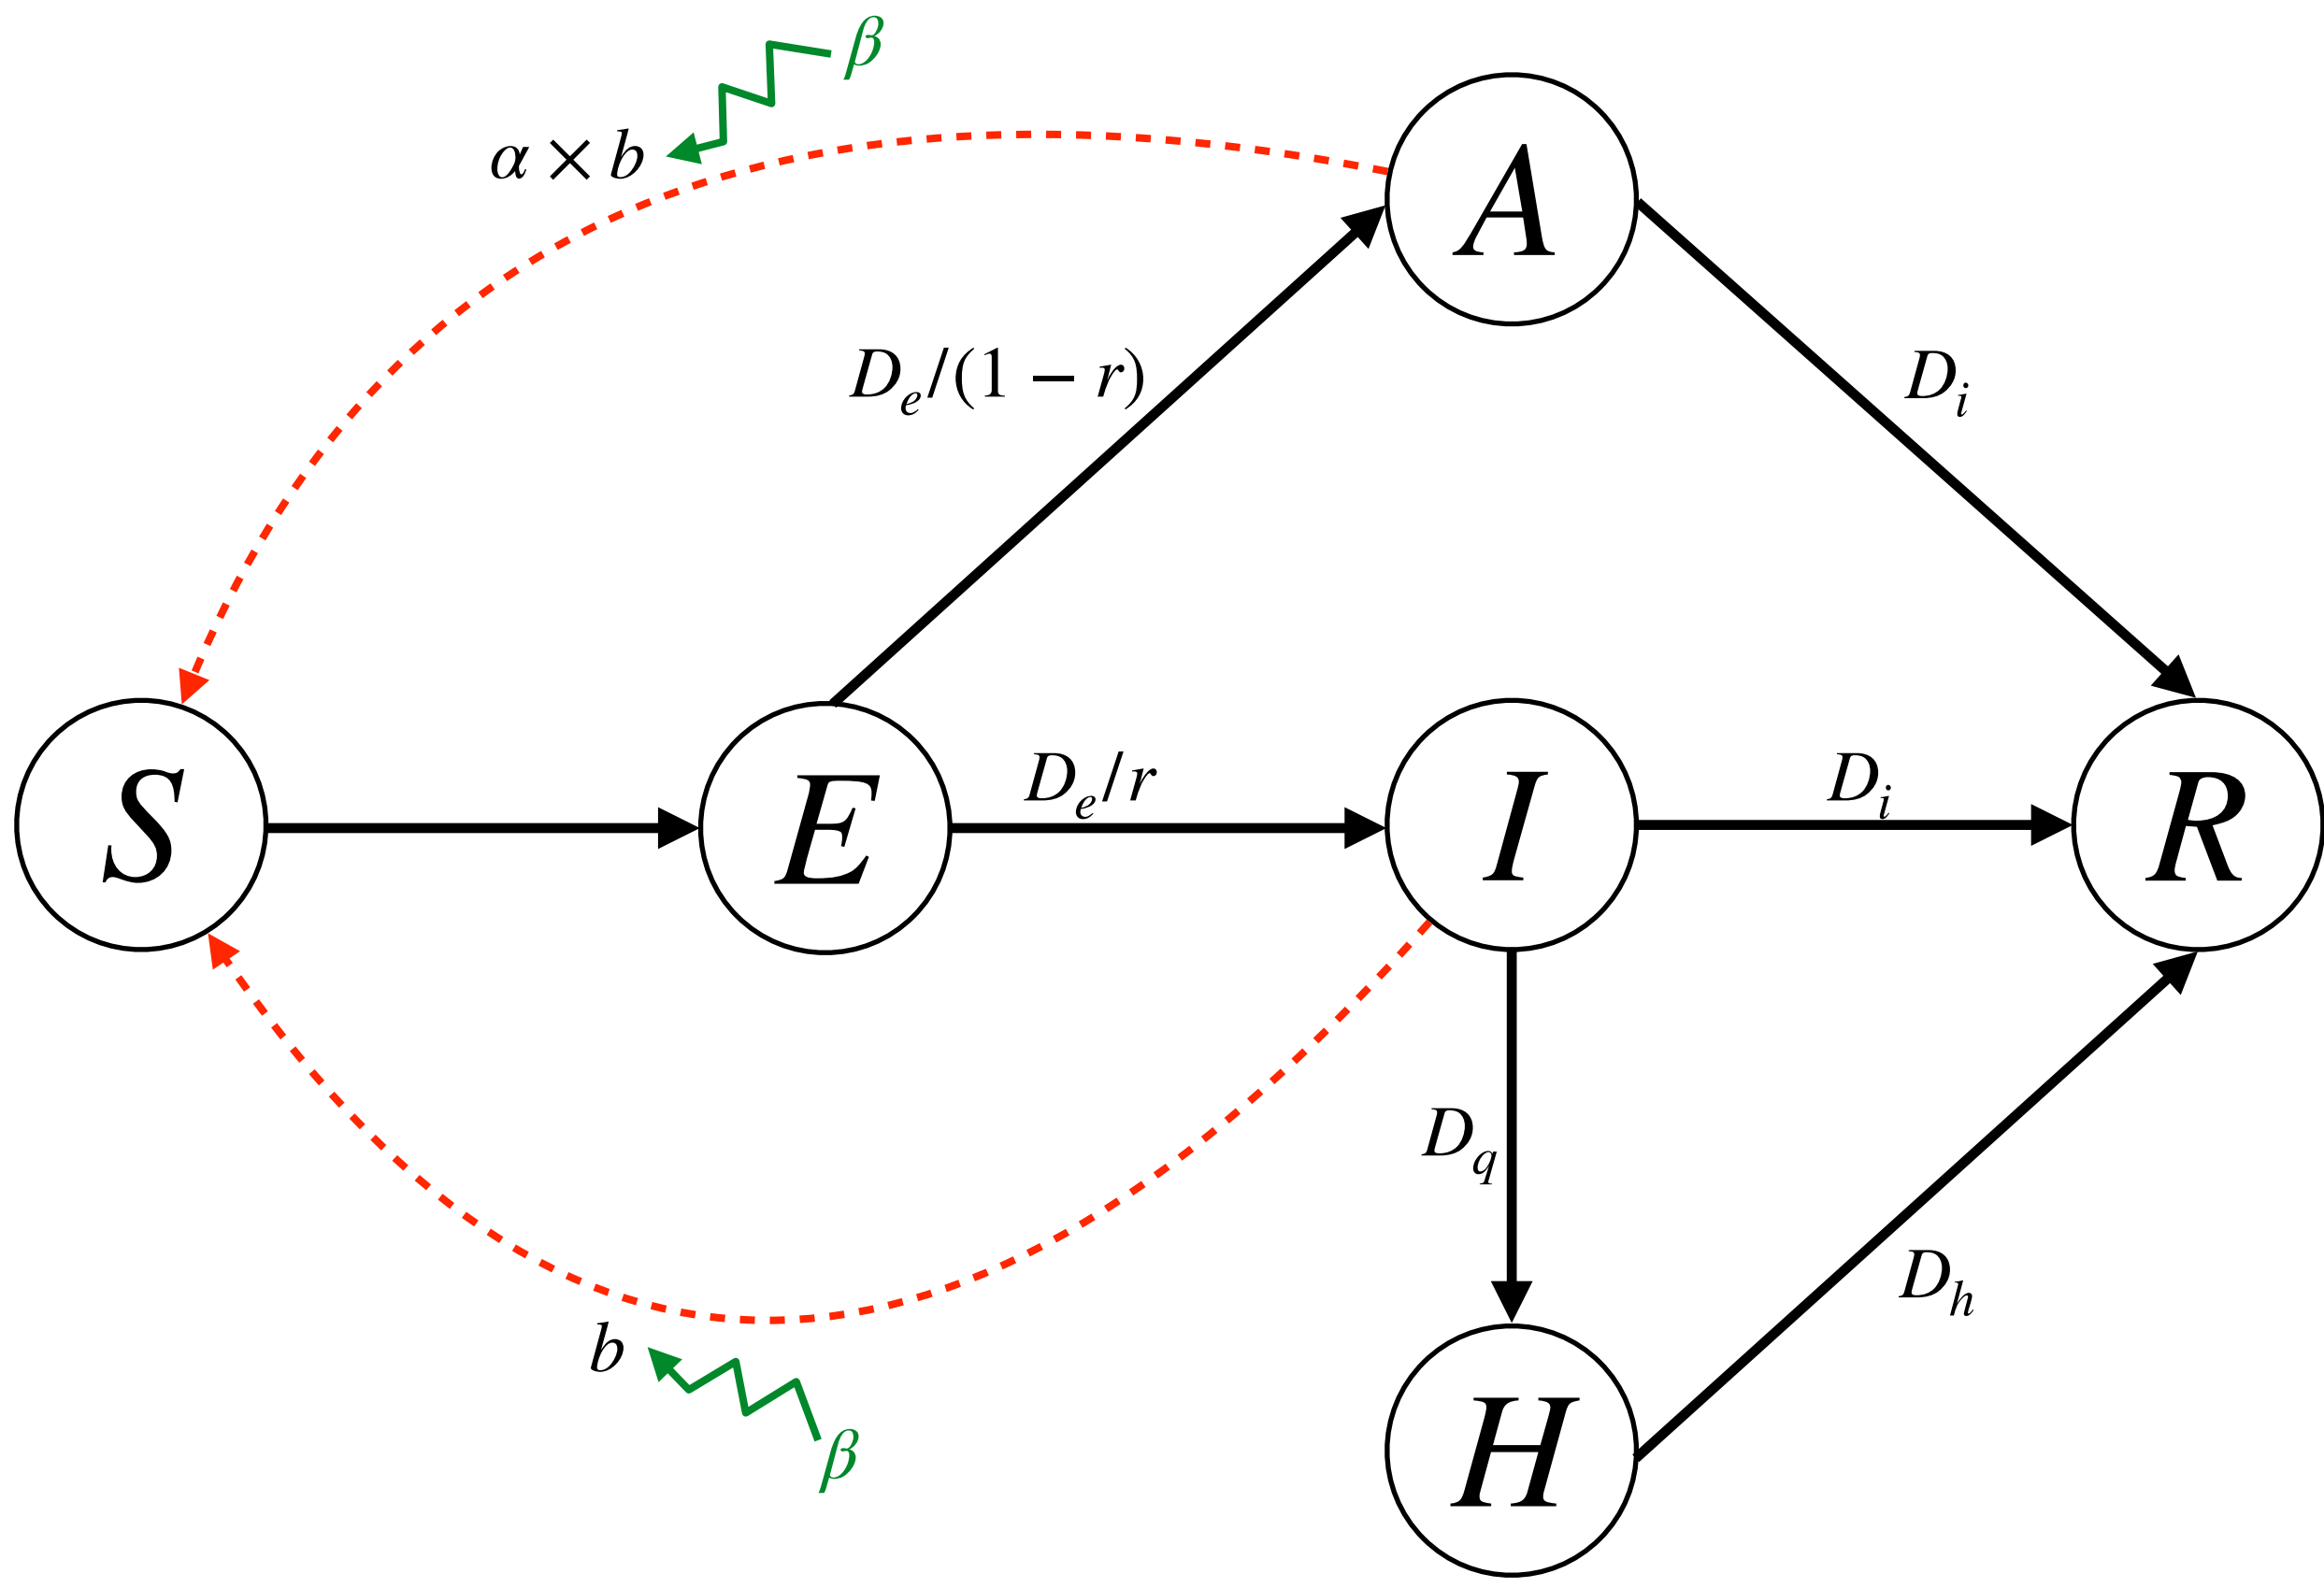 β
α × b
A
D_e/(1 − r)
D_i
S
E
D_e/r
I
D_i
R
D_q
D_h
b
β
H